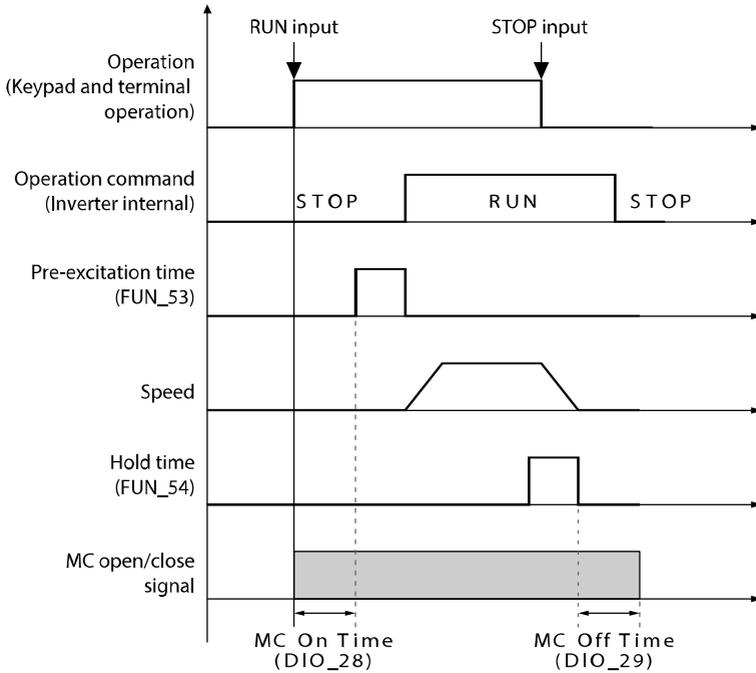 RUN input
STOP input
Operation
(Keypad and terminal
operation)
Operation command
(Inverter internal)
STOP
RUN
STOP
Pre-excitation time
(FUN_53)
Speed
Hold time
(FUN_54)
MC open/close
signal
MC On Time
(DIO_28)
MC Off Time
(DIO_29)